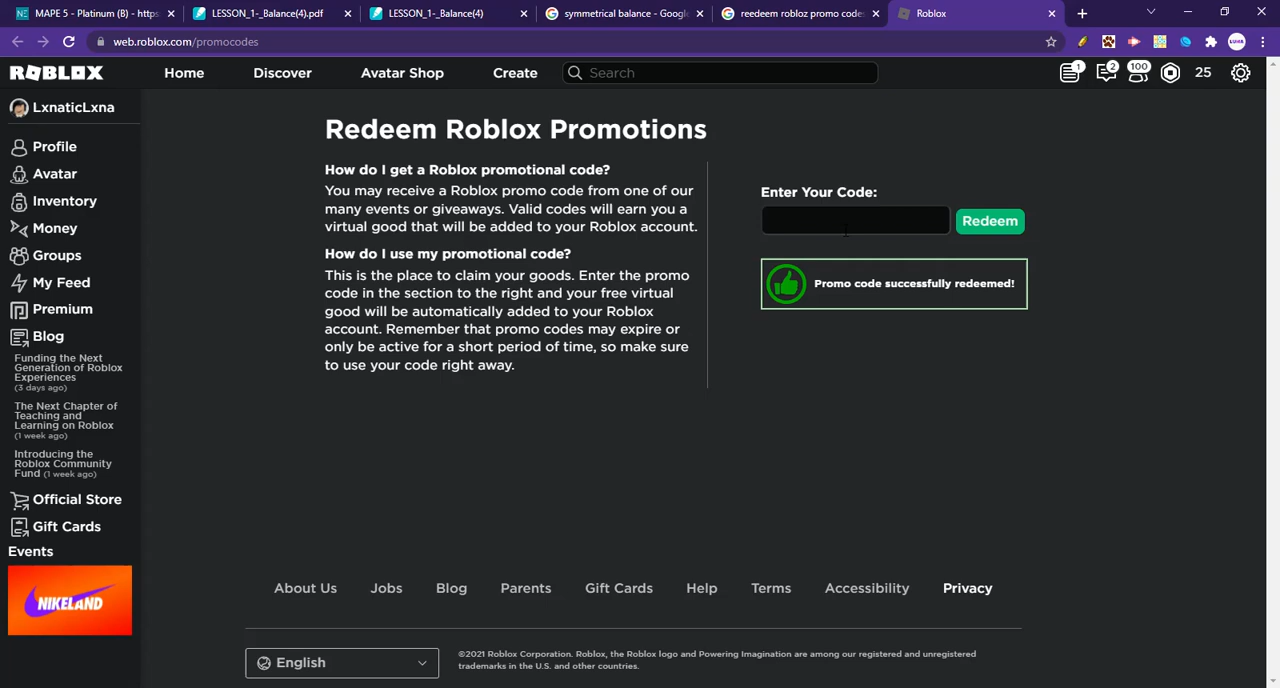 MAPE 5 - Platinum (B) - https
LESSON_1-_Balance(4).pdf
LESSON_1-_Balance(4)
symmetrical balance - Google
reedeem robloz promo codes
Roblox
web.roblox.com/promocodes
LUNA
ROBLOX
Home
Discover
Avatar Shop
Create
Search
1
2
100
25
LxnaticLxna
Profile
Avatar
Inventory
Money
Groups
My Feed
Premium
Blog
Funding the Next
Generation of Roblox
Experiences
(3 days ago)
The Next Chapter of
Teaching and
Learning on Roblox
(1 week ago)
Introducing the
Roblox Community
Fund (1 week ago)
Official Store
Gift Cards
Events
NIKELAND
Redeem Roblox Promotions
How do I get a Roblox promotional code?
You may receive a Roblox promo code from one of our
many events or giveaways. Valid codes will earn you a
virtual good that will be added to your Roblox account.
How do I use my promotional code?
This is the place to claim your goods. Enter the promo
code in the section to the right and your free virtual
good will be automatically added to your Roblox
account. Remember that promo codes may expire or
only be active for a short period of time, so make sure
to use your code right away.
Enter Your Code:
Redeem
Promo code successfully redeemed!
About Us
Jobs
Blog
Parents
Gift Cards
Help
Terms
Accessibility
Privacy
English
©2021 Roblox Corporation. Roblox, the Roblox logo and Powering Imagination are among our registered and unregistered
trademarks in the U.S. and other countries.